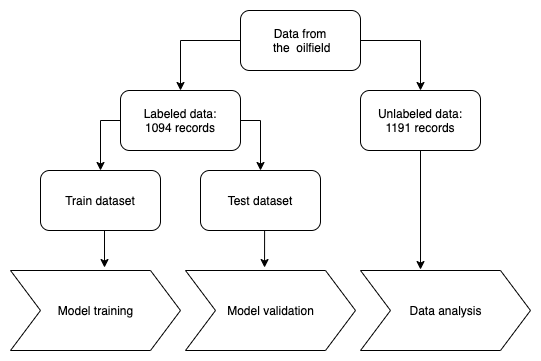 Data from
the oilfield
Labeled data:
1094 records
Unlabeled data:
1191 records
Train dataset
Test dataset
Model training
Model validation
Data analysis